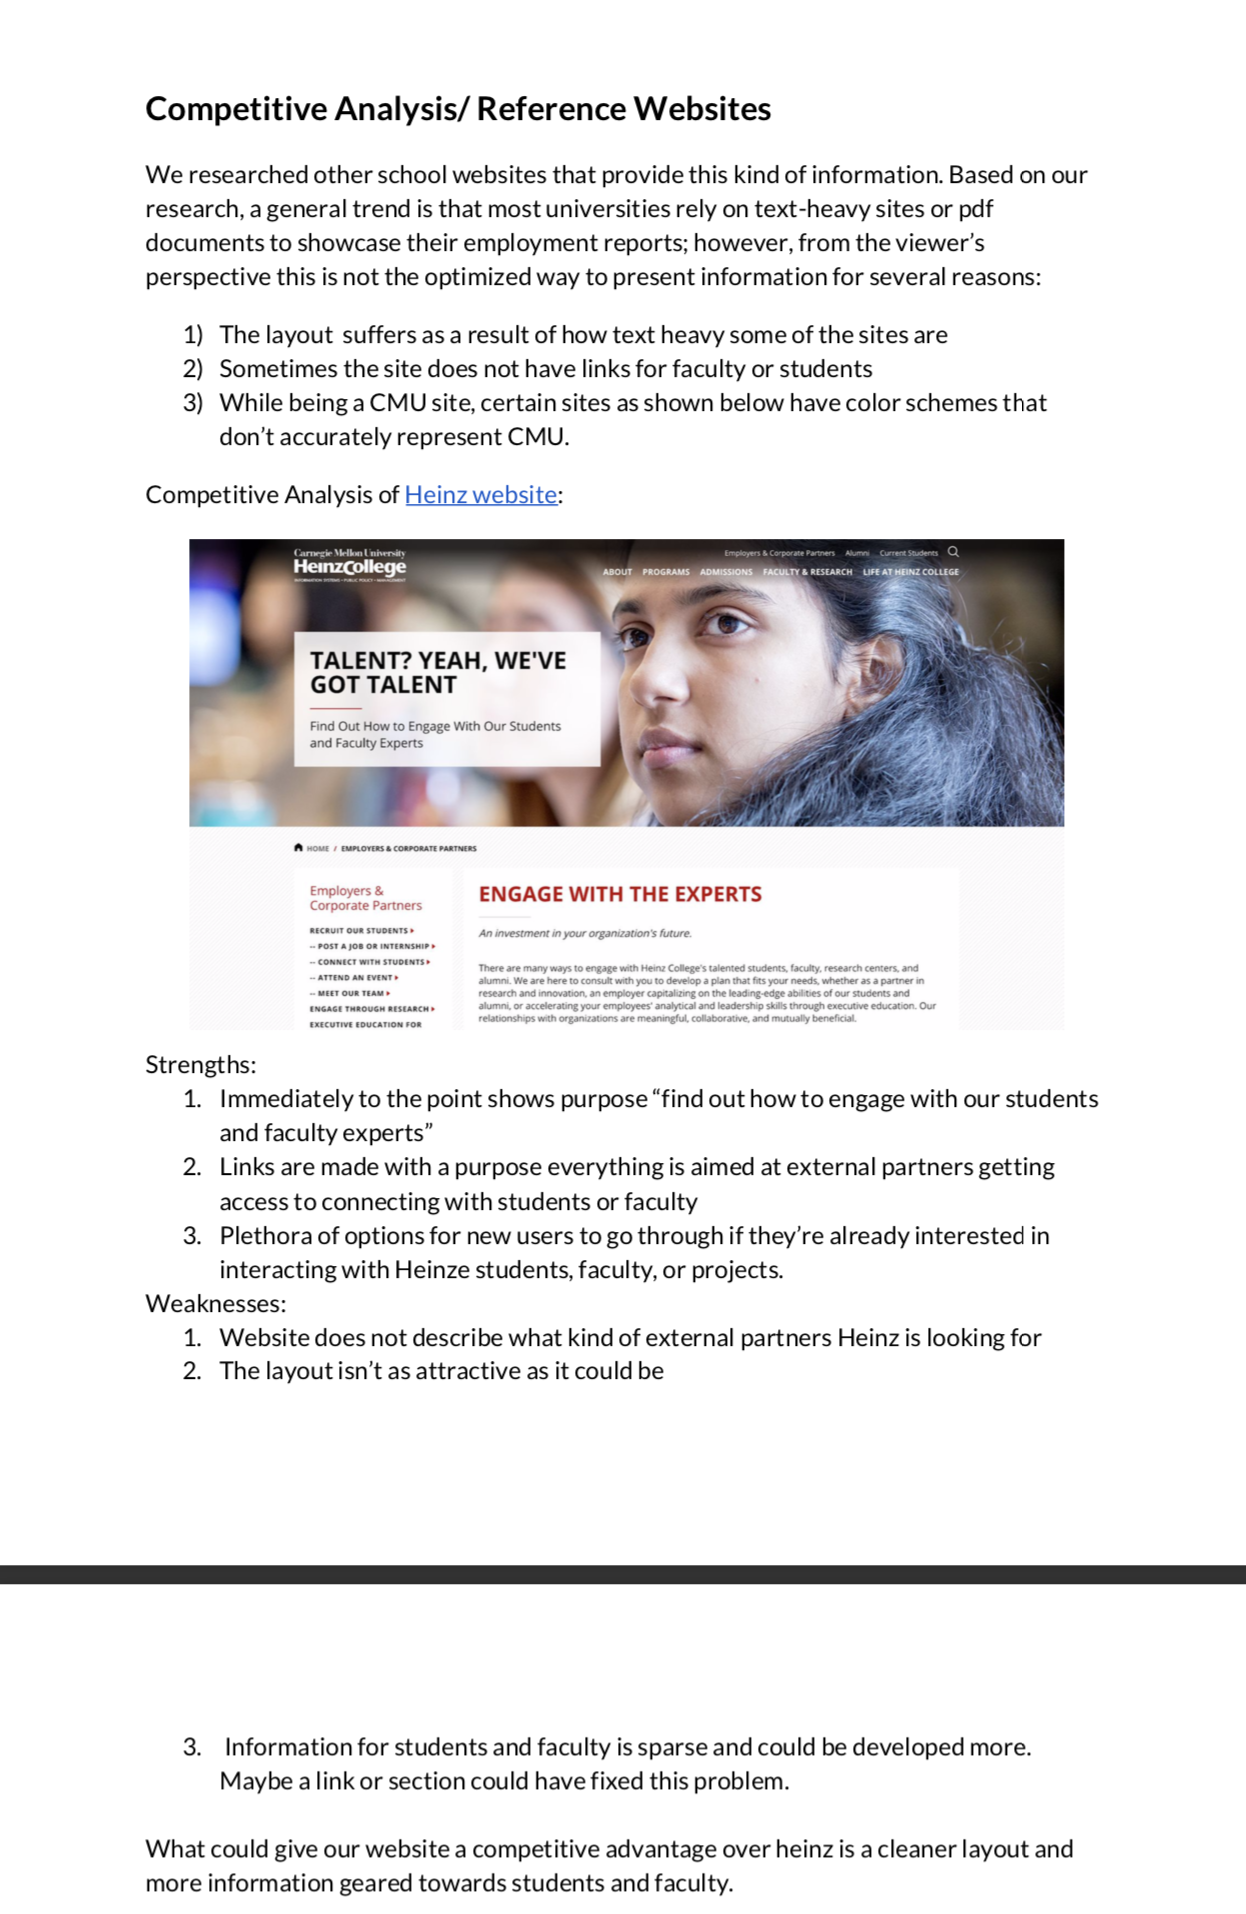 Competitive Analysis/ Reference Websites
We researched other school websites that provide this kind of information. Based on our
research, a general trend is that most universities rely on text-heavy sites or pdf
documents to showcase their employment reports; however, from the viewer’s
perspective this is not the optimized way to present information for several reasons:
1) The layout suffers as a result of how text heavy some of the sites are
2) Sometimes the site does not have links for faculty or students
3) While being a CMU site, certain sites as shown below have color schemes that
don’t accurately represent CMU.
Competitive Analysis of Heinz website:
Carnegie Mellon University
HeinzCollege
INFORMATION SYSTEMS • PUBLIC POLICY • MANAGEMENT
Employers & Corporate Partners Alumni Current Students
ABOUT PROGRAMS ADMISSIONS FACULTY & RESEARCH LIFE AT HEINZ COLLEGE
TALENT? YEAH, WE'VE
GOT TALENT
Find Out How to Engage With Our Students
and Faculty Experts
HOME / EMPLOYERS & CORPORATE PARTNERS
Employers &
Corporate Partners
RECRUIT OUR STUDENTS
-- POST A JOB OR INTERNSHIP
-- CONNECT WITH STUDENTS
-- ATTEND AN EVENT
-- MEET OUR TEAM
ENGAGE THROUGH RESEARCH
EXECUTIVE EDUCATION FOR
ENGAGE WITH THE EXPERTS
An investment in your organization's future.
There are many ways to engage with Heinz College's talented students, faculty, research centers, and
alumni. We are here to consult with you to develop a plan that fits your needs, whether as a partner in
research and innovation, an employer capitalizing on the leading-edge abilities of our students and
alumni, or accelerating your employees' analytical and leadership skills through executive education. Our
relationships with organizations are meaningful, collaborative, and mutually beneficial.
Strengths:
1. Immediately to the point shows purpose “find out how to engage with our students
and faculty experts”
2. Links are made with a purpose everything is aimed at external partners getting
access to connecting with students or faculty
3. Plethora of options for new users to go through if they’re already interested in
interacting with Heinze students, faculty, or projects.
Weaknesses:
1. Website does not describe what kind of external partners Heinz is looking for
2. The layout isn’t as attractive as it could be
3. Information for students and faculty is sparse and could be developed more.
Maybe a link or section could have fixed this problem.
What could give our website a competitive advantage over heinz is a cleaner layout and
more information geared towards students and faculty.